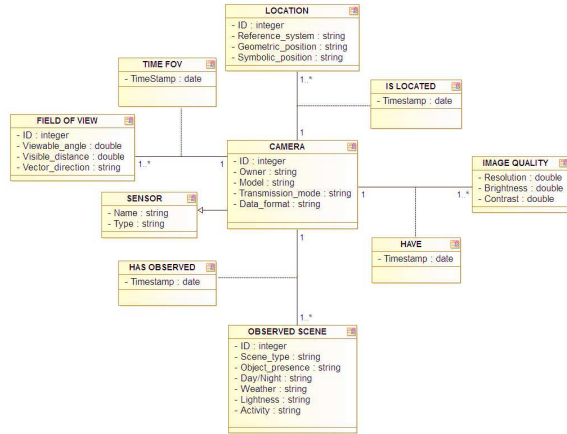 LOCATION
- ID : integer
- Reference_system : string
- Geometric_position : string
- Symbolic_position : string
1..*
TIME FOV
- TimeStamp : date
IS LOCATED
- Timestamp : date
FIELD OF VIEW
- ID : integer
- Viewable_angle : double
- Visible_distance : double
- Vector_direction : string
1..*
1
1
CAMERA
- ID : integer
- Owner : string
- Model : string
- Transmission_mode : string
- Data_format : string
1
1..*
1
IMAGE QUALITY
- Resolution : double
- Brightness : double
- Contrast : double
SENSOR
- Name : string
- Type : string
HAVE
- Timestamp : date
HAS OBSERVED
- Timestamp : date
1..*
OBSERVED SCENE
- ID : integer
- Scene_type : string
- Object_presence : string
- Day/Night : string
- Weather : string
- Lightness : string
- Activity : string